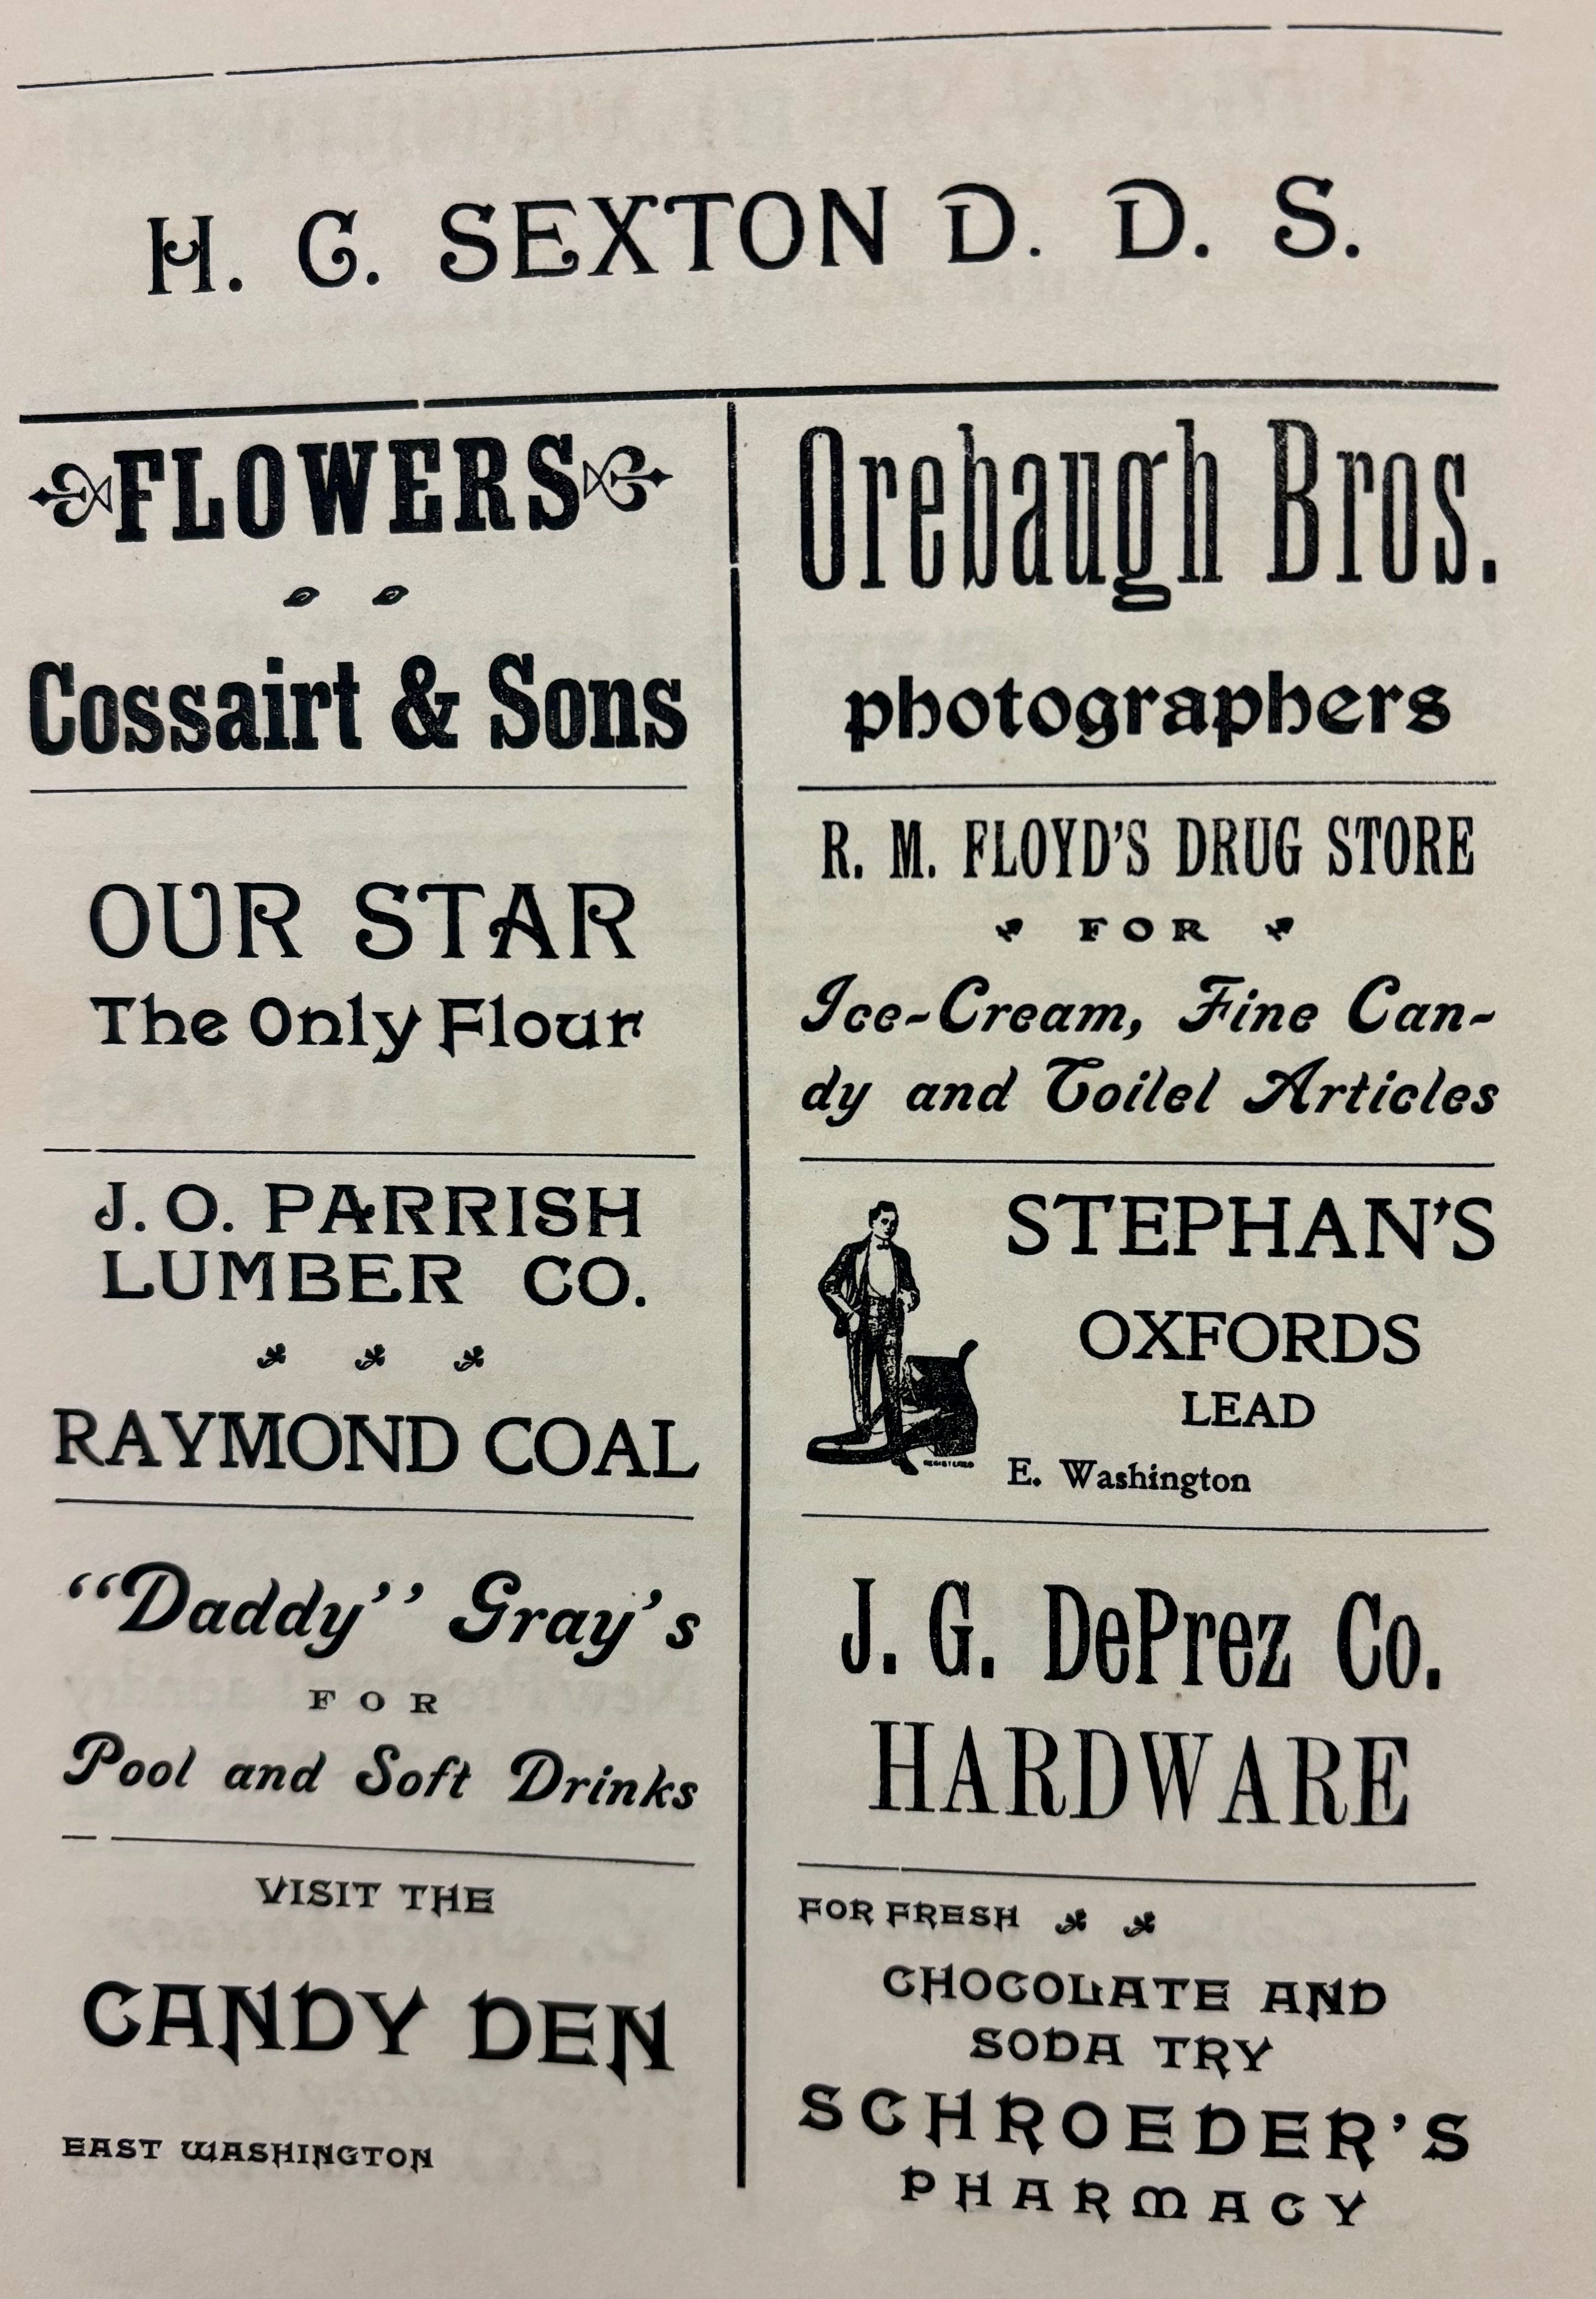 H. G. SEXTON D. D. S.
FLOWERS
Cossairt & Sons
OUR STAR
The Only Flour
J. O. PARRISH
LUMBER CO.
RAYMOND COAL
“Daddy” Gray's
FOR
Pool and Soft Drinks
VISIT THE
CANDY DEN
EAST WASHINGTON
Orebaugh Bros.
photographers
R. M. FLOYD'S DRUG STORE
FOR
Ice-Cream, Fine Can-
dy and Toilel Articles
STEPHAN'S
OXFORDS
LEAD
E. Washington
REGISTERED
J. G. DePrez Co.
HARDWARE
FOR FRESH
CHOCOLATE AND
SODA TRY
SCHROEDER'S
PHARMACY